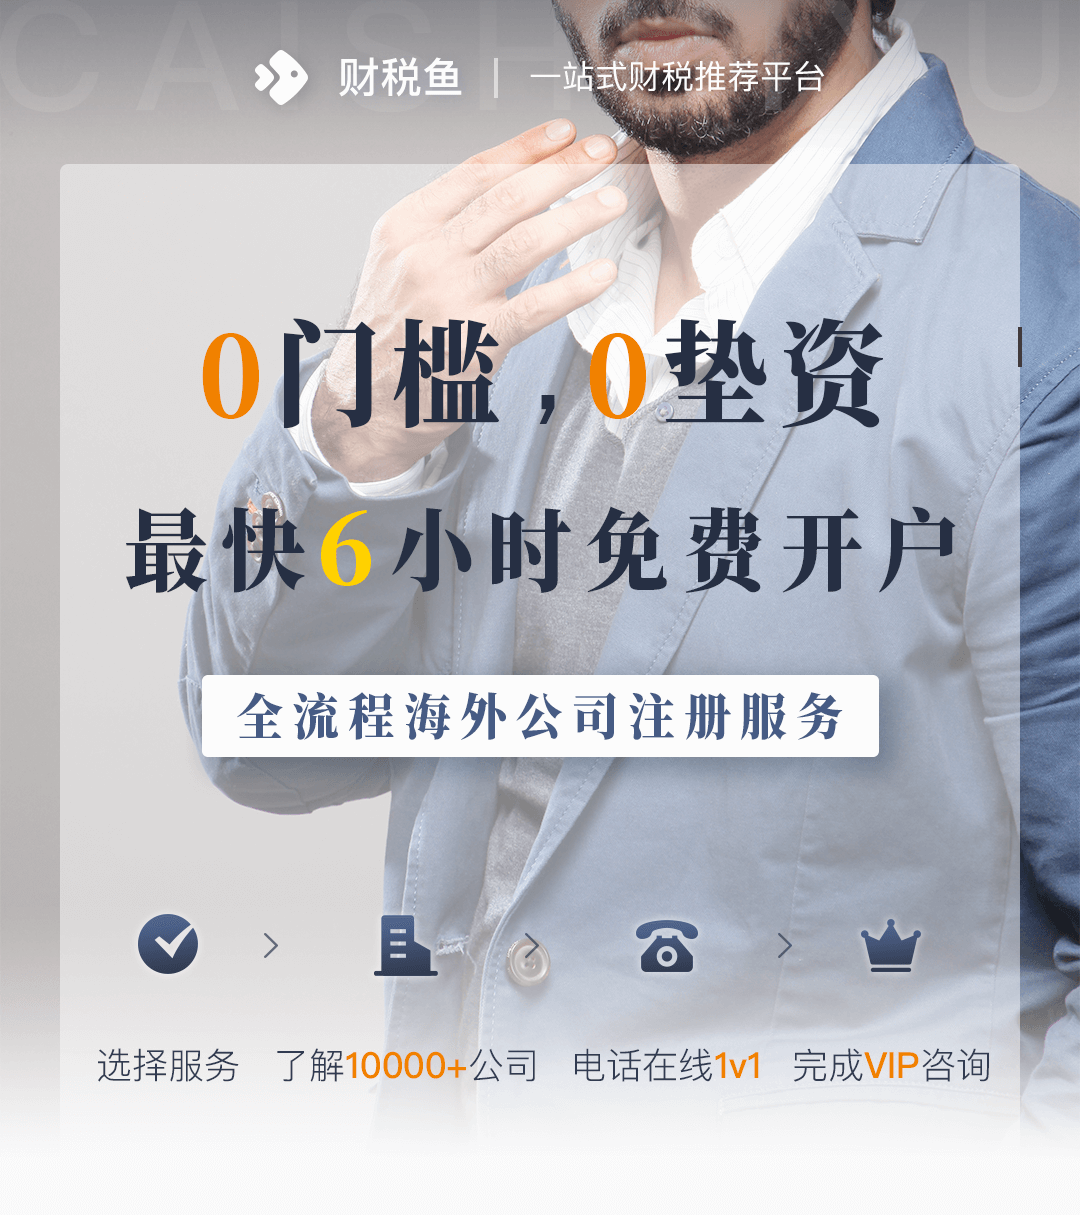 CAISHUIYU
财税鱼 | 一站式财税推荐平台
0门槛,0垫资
最快6小时免费开户
全流程海外公司注册服务
选择服务 了解10000+公司 电话在线1v1 完成VIP咨询